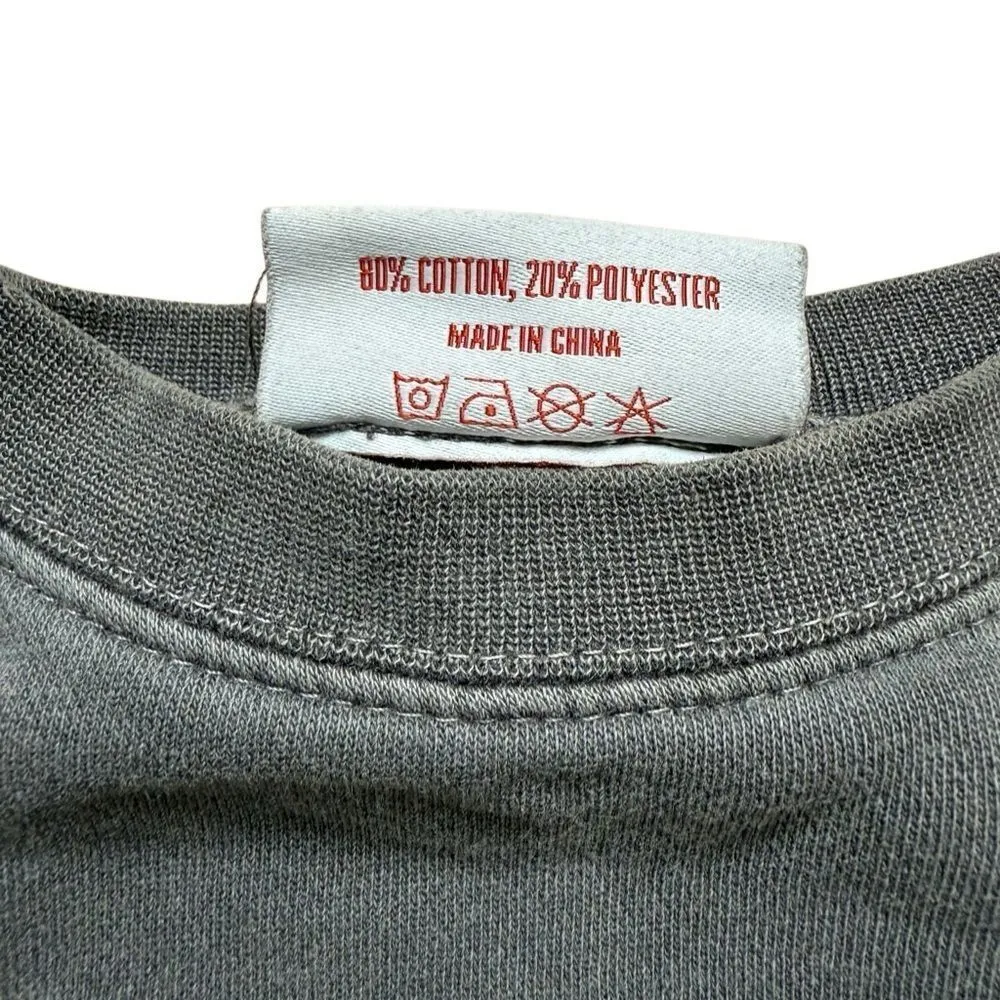 80% COTTON, 20% POLYESTER
MADE IN CHINA